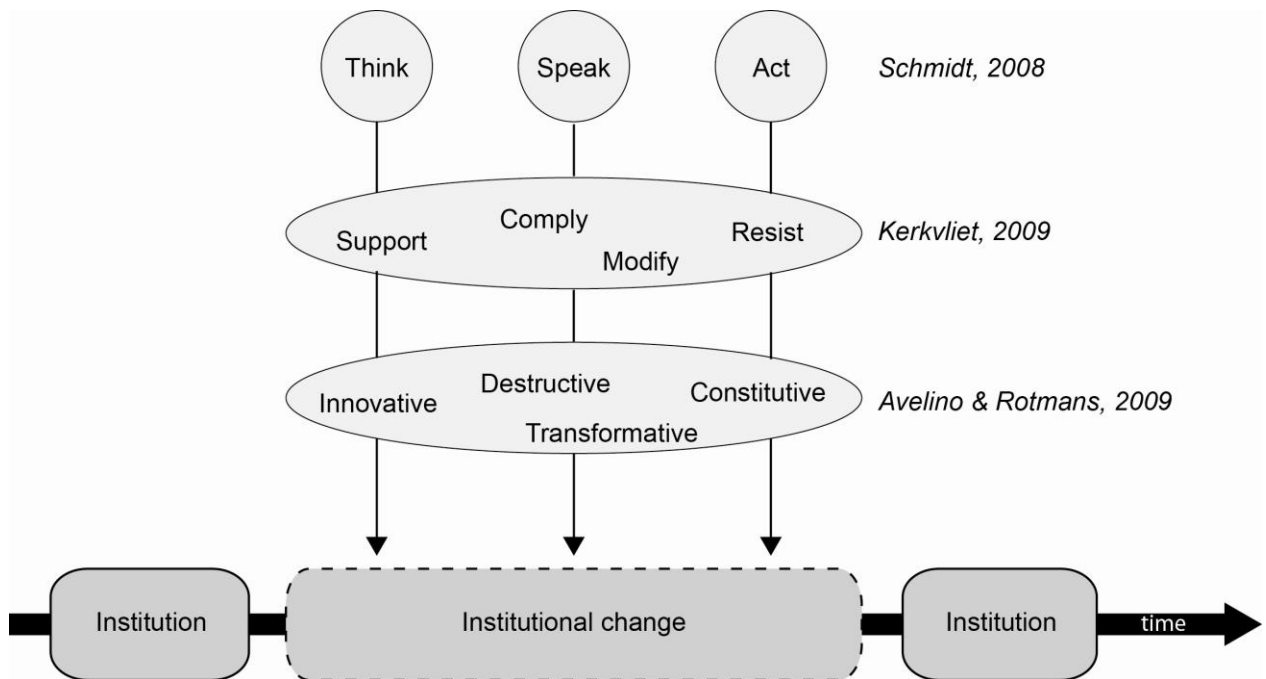 Think Speak Act Schmidt, 2008
Support Comply Modify Resist Kerkvliet, 2009
Innovative Destructive Transformative Constitutive Avelino & Rotmans, 2009
Institution Institutional change Institution time